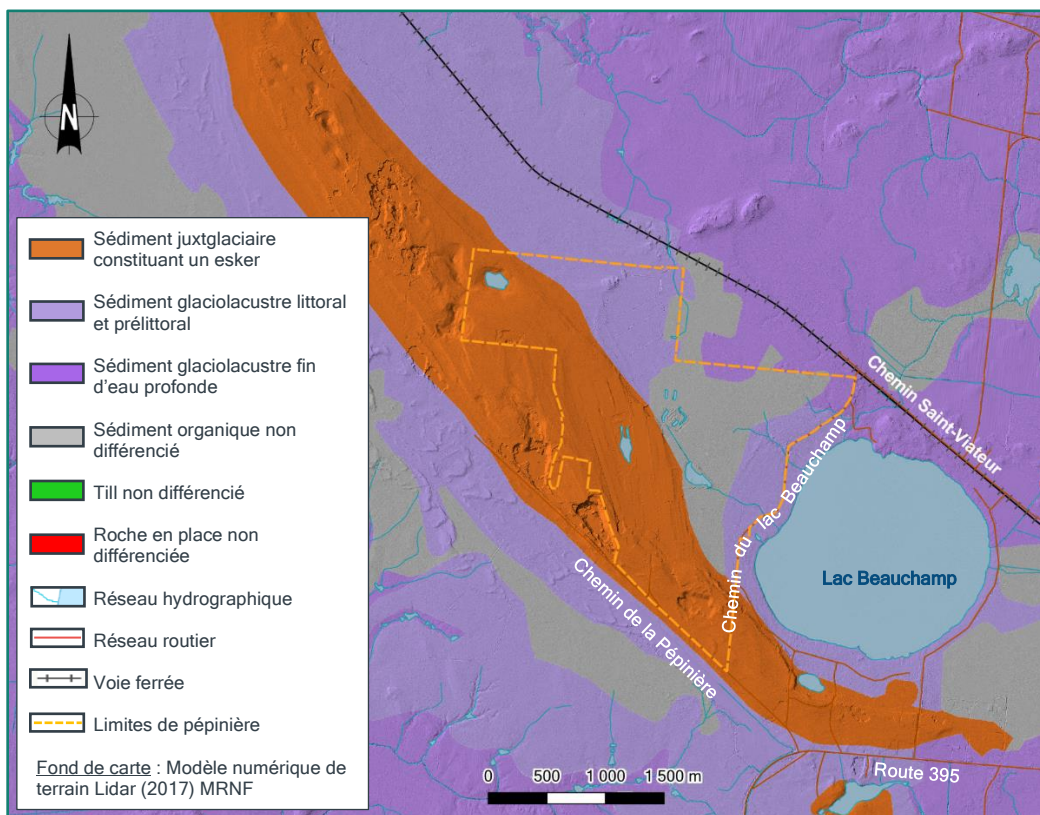 N
Sédiment juxtglaciaire
constituant un esker
Sédiment glaciolacustre littoral
et prélittoral
Sédiment glaciolacustre fin
d'eau profonde
Sédiment organique non
différencié
Till non différencié
Roche en place non
différenciée
Réseau hydrographique
Réseau routier
Voie ferrée
Limites de pépinière
Fond de carte : Modèle numérique de
terrain Lidar (2017) MRNF
Chemin Saint-Viateur
Chemin du lac Beauchamp
Lac Beauchamp
Chemin de la Pépinière
Route 395
0 500 1 000 1 500 m